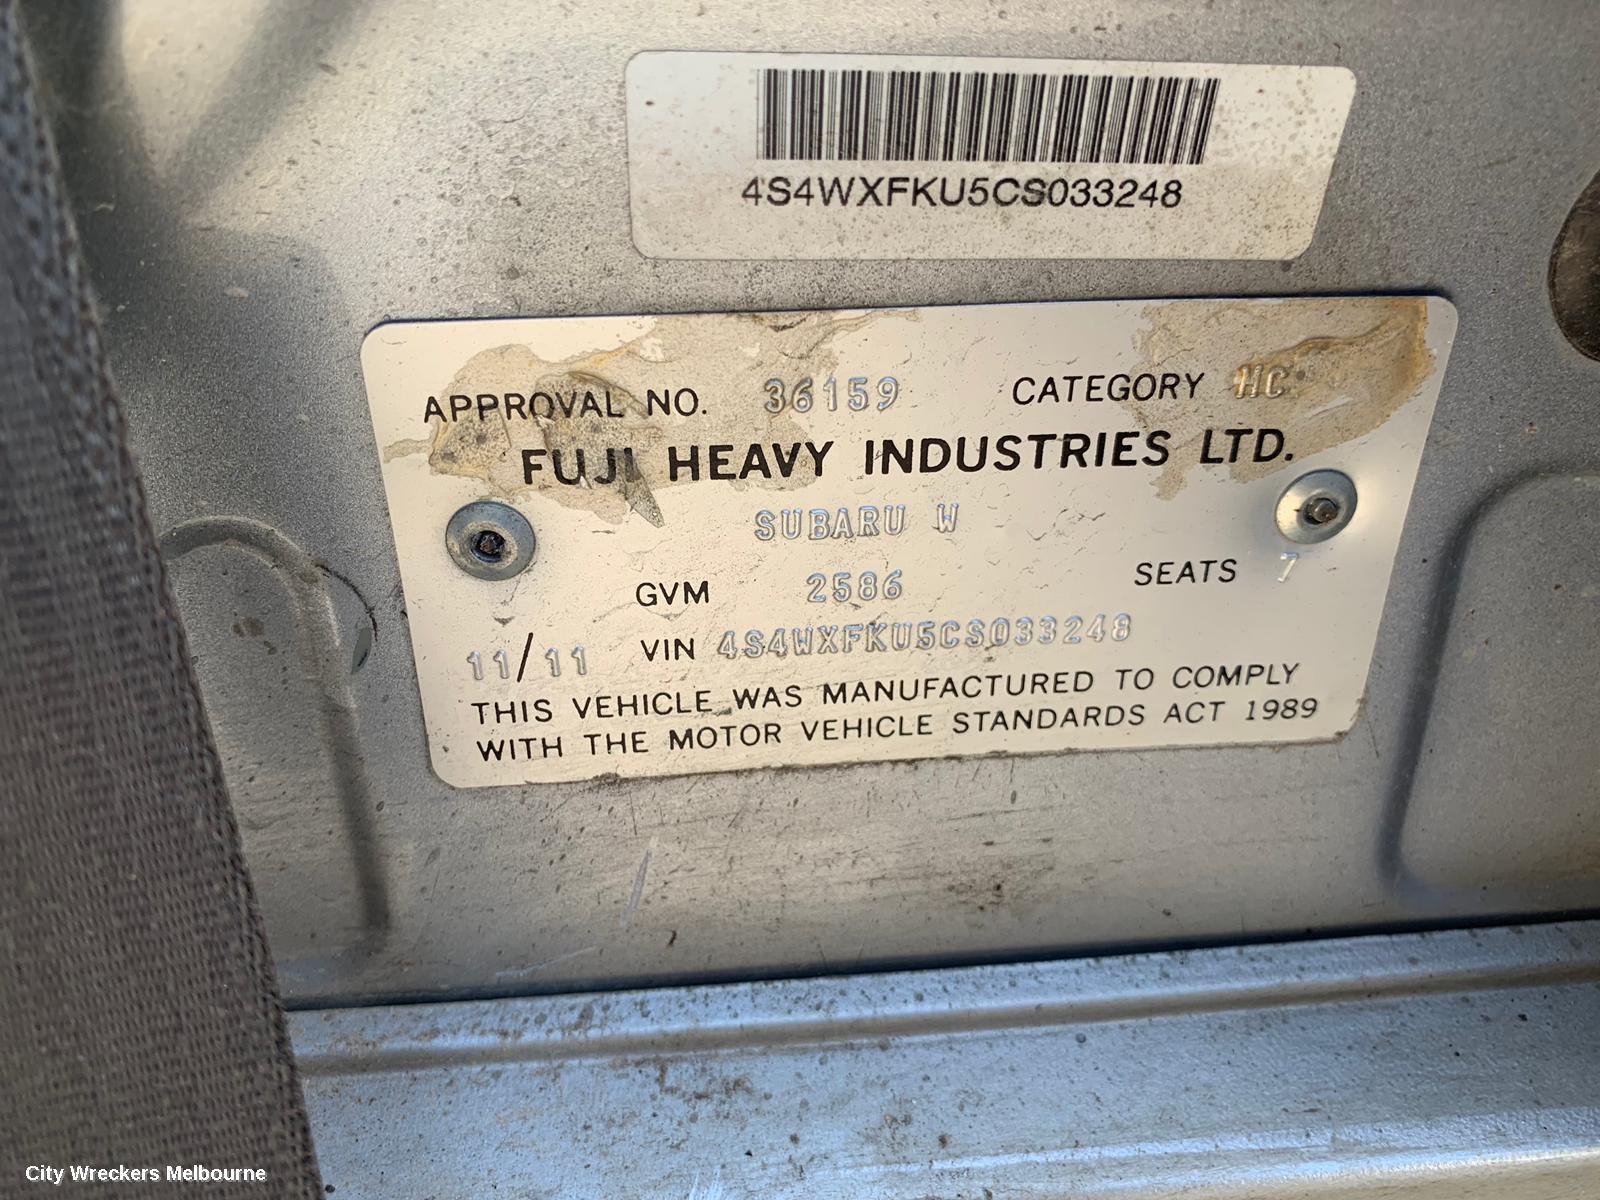 4S4WXFKU5CS033248
APPROVAL NO. 36159 CATEGORY HC
FUJI HEAVY INDUSTRIES LTD.
SUBARU W
GVM 2586 SEATS 7
11/11 VIN 4S4WXFKU5CS033248
THIS VEHICLE WAS MANUFACTURED TO COMPLY
WITH THE MOTOR VEHICLE STANDARDS ACT 1989
City Wreckers Melbourne